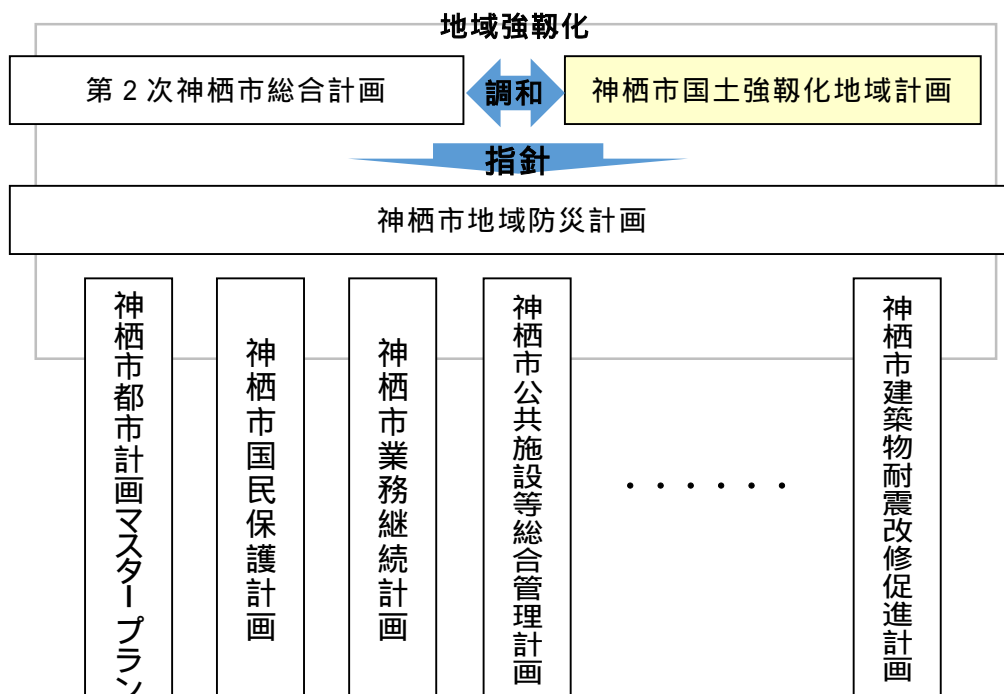 地域強靱化
第2次神栖市総合計画
調和
神栖市国土強靱化地域計画
指針
神栖市地域防災計画
神栖市都市計画マスタープラン
神栖市国民保護計画
神栖市業務継続計画
神栖市公共施設等総合管理計画
・・・・・・
神栖市建築物耐震改修促進計画